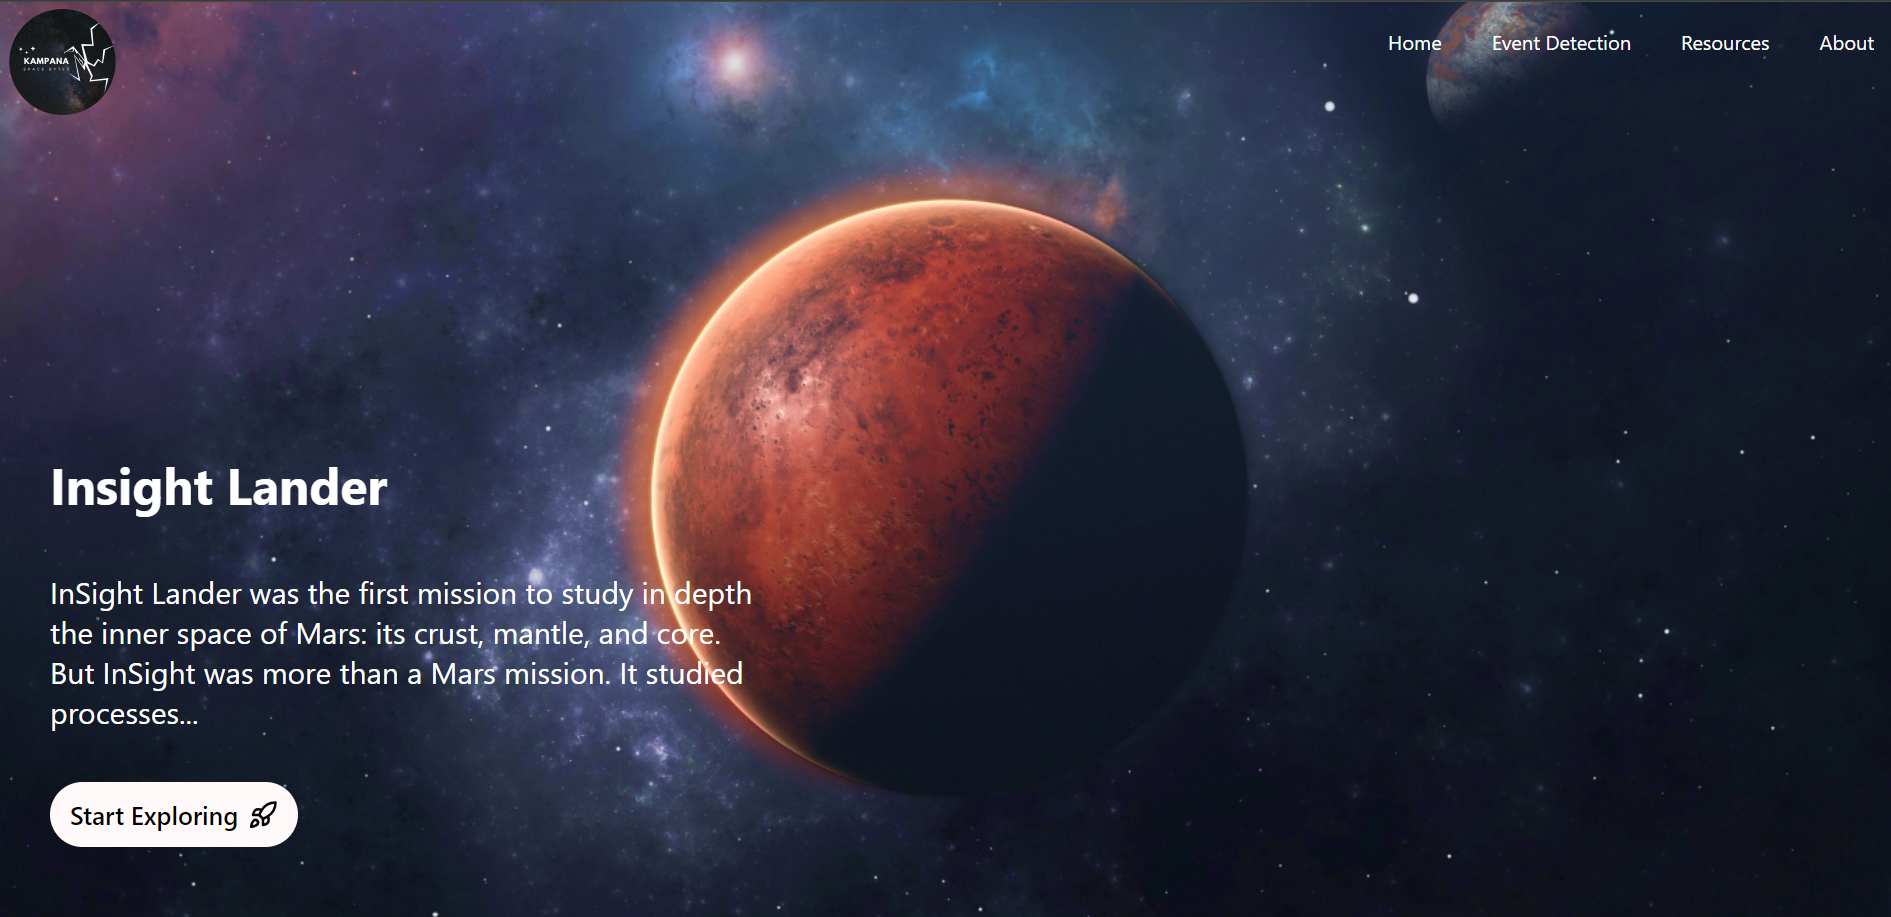 KAMPANA
SPACE BYTES
Home
Event Detection
Resources
About
Insight Lander
InSight Lander was the first mission to study in depth
the inner space of Mars: its crust, mantle, and core.
But InSight was more than a Mars mission. It studied
processes...
Start Exploring